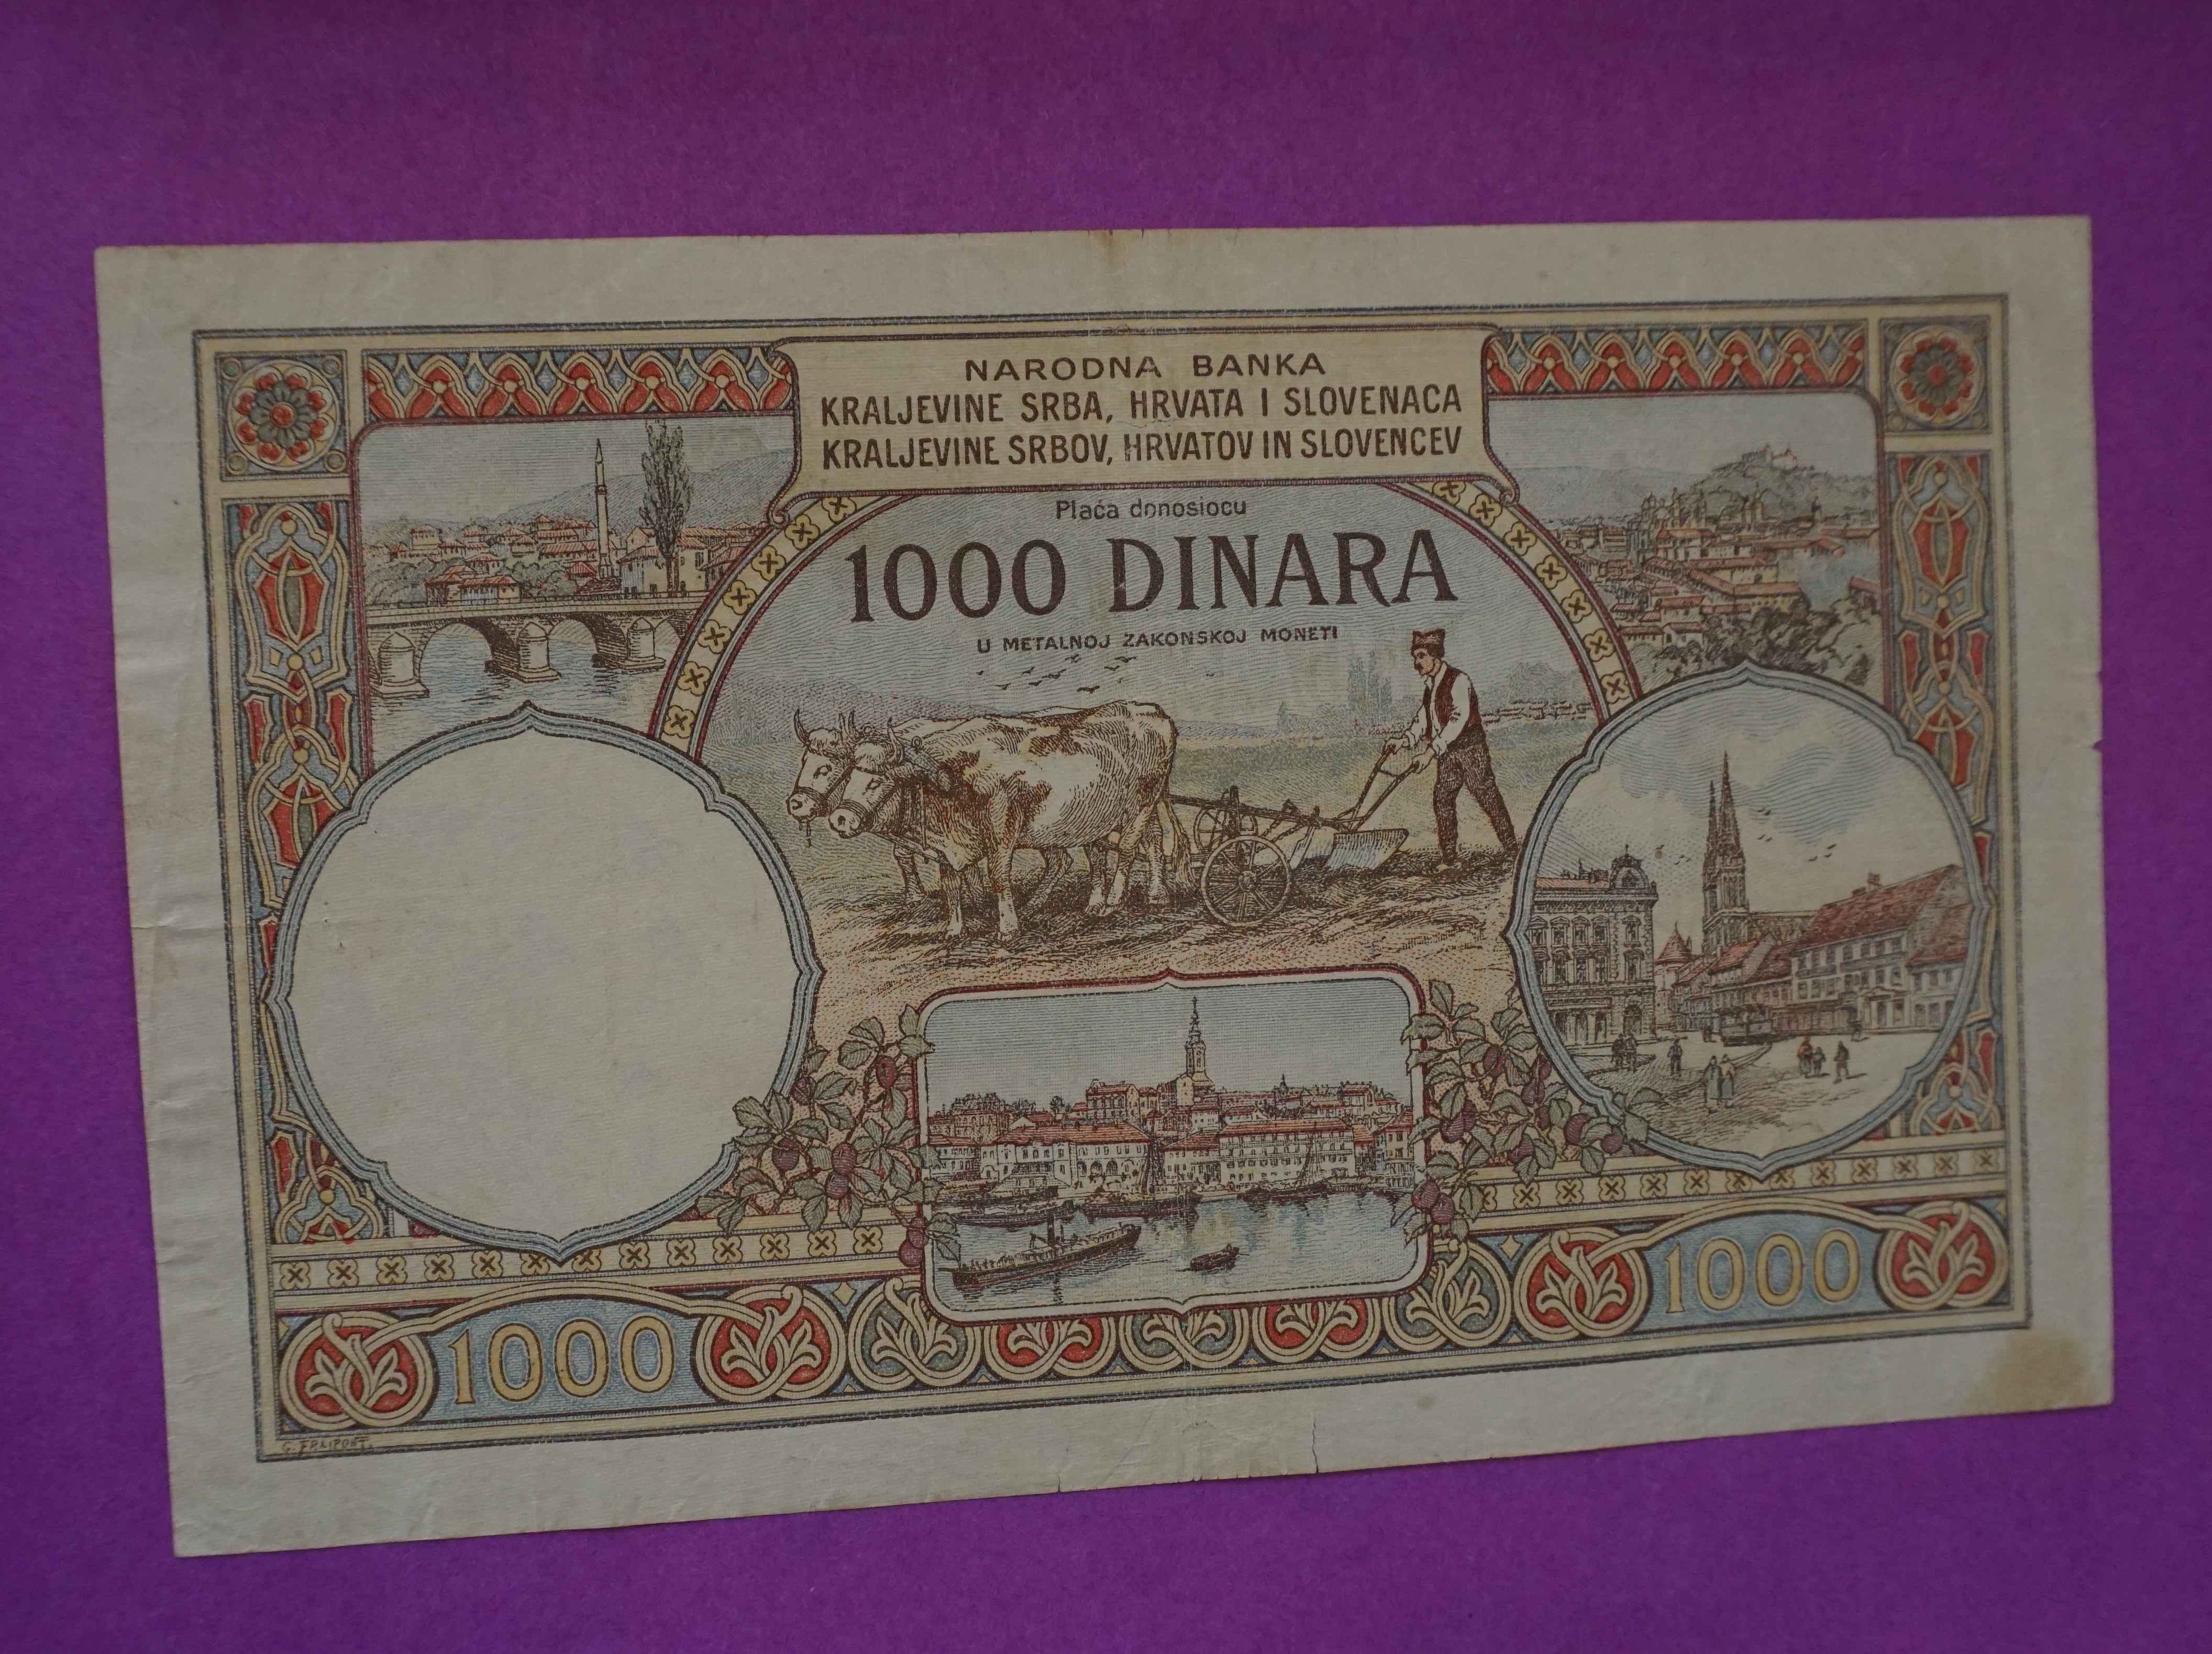 NARODNA BANKA
KRALJEVINE SRBA, HRVATA I SLOVENACA
KRALJEVINE SRBOV, HRVATOV IN SLOVENCEV
Plaća donosiocu
1000 DINARA
U METALNOJ ZAKONSKOJ MONETI
1000
1000
G. FRAIPONT.